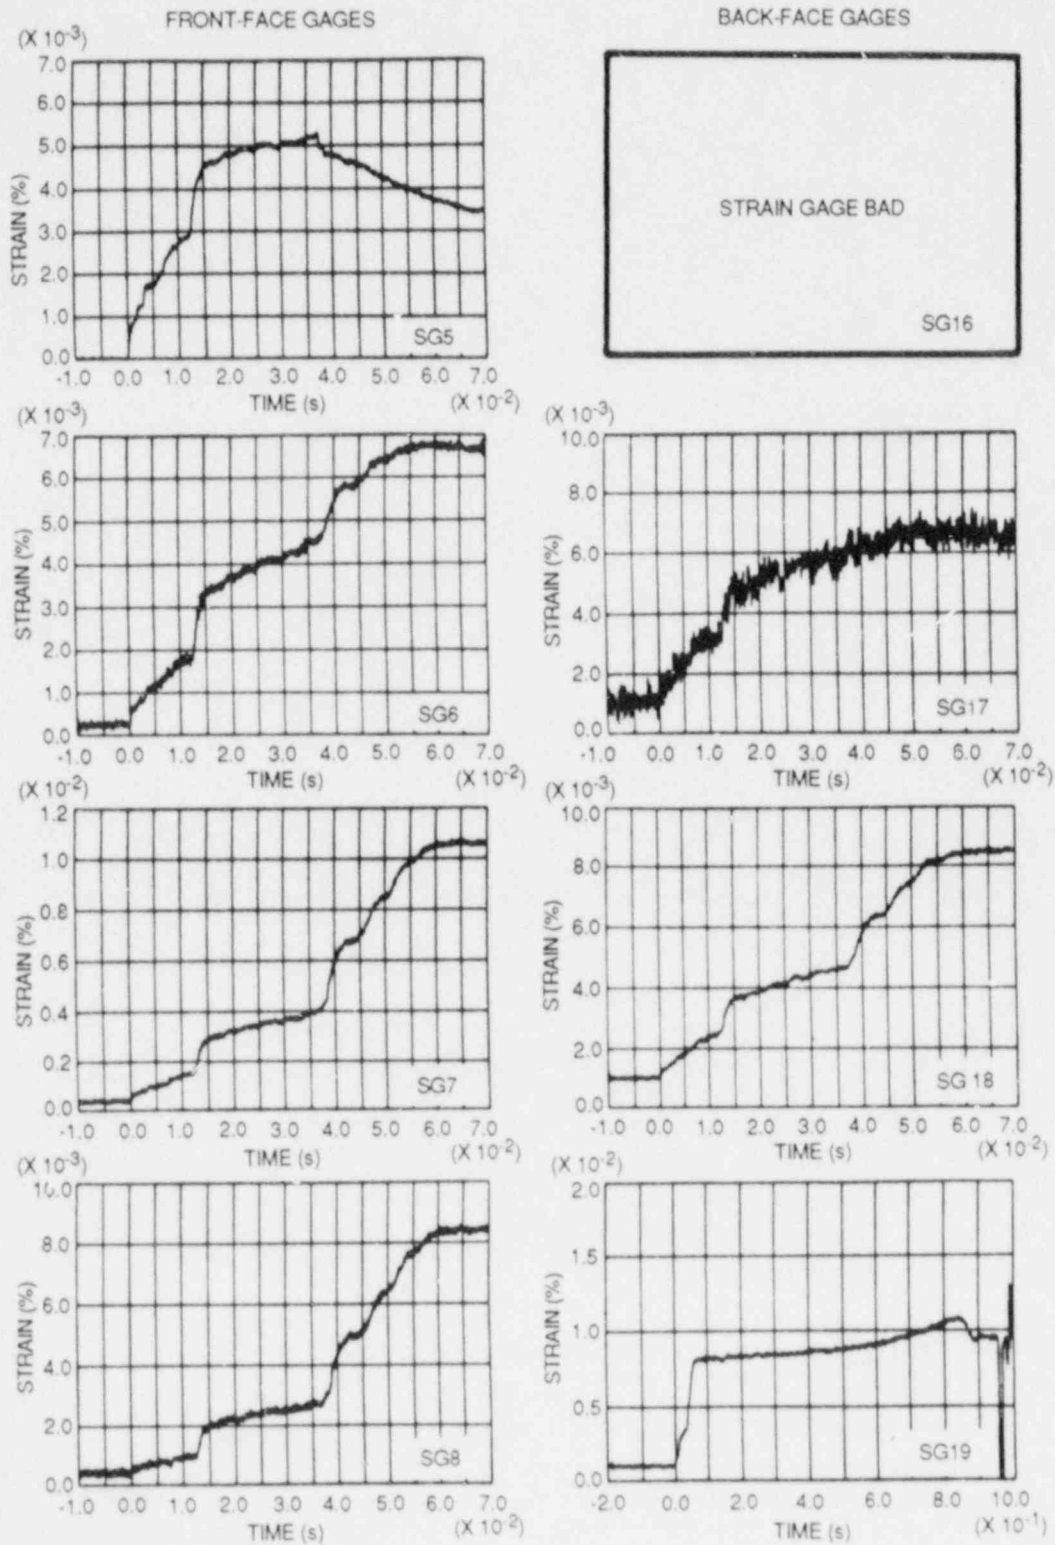 FRONT-FACE GAGES
BACK-FACE GAGES
(X 10-3)
7.0
6.0
5.0
4.0
3.0
2.0
1.0
0.0
STRAIN (%)
SG5
-1.0 0.0 1.0 2.0 3.0 4.0 5.0 6.0 7.0
TIME (s)
(X 10-2)
STRAIN GAGE BAD
SG16
(X 10-3)
7.0
6.0
5.0
4.0
3.0
2.0
1.0
0.0
STRAIN (%)
SG6
-1.0 0.0 1.0 2.0 3.0 4.0 5.0 6.0 7.0
TIME (s)
(X 10-2)
(X 10-3)
10.0
8.0
6.0
4.0
2.0
0.0
STRAIN (%)
SG17
-1.0 0.0 1.0 2.0 3.0 4.0 5.0 6.0 7.0
TIME (s)
(X 10-2)
(X 10-2)
1.2
1.0
0.8
0.6
0.4
0.2
0.0
STRAIN (%)
SG7
-1.0 0.0 1.0 2.0 3.0 4.0 5.0 6.0 7.0
TIME (s)
(X 10-2)
(X 10-3)
10.0
8.0
6.0
4.0
2.0
0.0
STRAIN (%)
SG 18
-1.0 0.0 1.0 2.0 3.0 4.0 5.0 6.0 7.0
TIME (s)
(X 10-2)
(X 10-3)
10.0
8.0
6.0
4.0
2.0
0.0
STRAIN (%)
SG8
-1.0 0.0 1.0 2.0 3.0 4.0 5.0 6.0 7.0
TIME (s)
(X 10-2)
(X 10-2)
2.0
1.5
1.0
0.5
0.0
STRAIN (%)
SG19
-2.0 0.0 2.0 4.0 6.0 8.0 10.0
TIME (s)
(X 10-1)